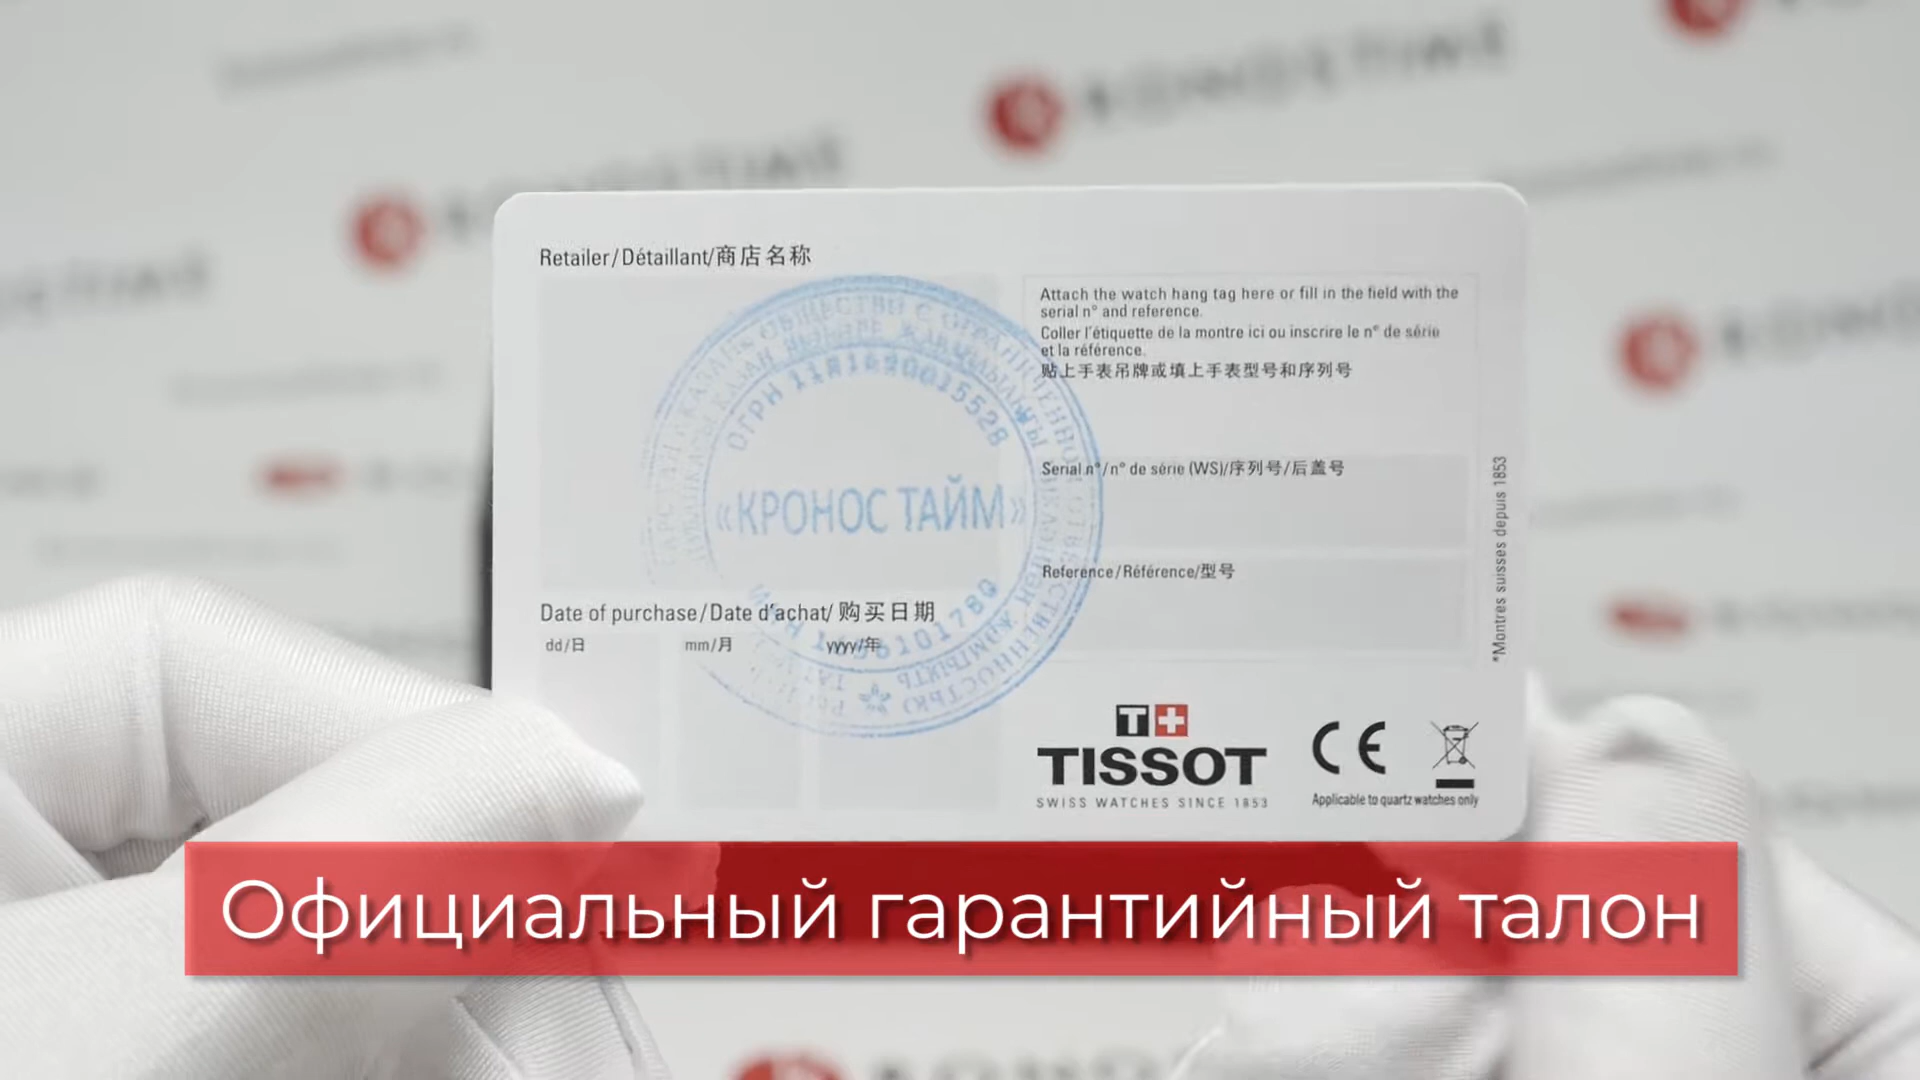 Retailer/Détaillant/商店名称
Attach the watch hang tag here or fill in the field with the
serial n° and reference.
Coller l'étiquette de la montre ici ou inscrire le n° de série
et la référence.
贴上手表吊牌或填上手表型号和序列号
ОГРН
«КРОНОС ТАЙМ»
Serial n°/n° de série (WS)/序列号/后盖号
Reference/Référence/型号
Date of purchase/Date d'achat/购买日期
dd/日 mm/月 yyyy/年
*Montres suisses depuis 1853
T+
TISSOT
SWISS WATCHES SINCE 1853
CE
Applicable to quartz watches only
Официальный гарантийный талон